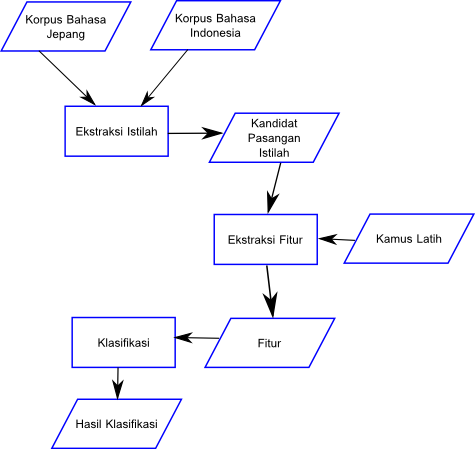 Korpus Bahasa
Jepang
Korpus Bahasa
Indonesia
Ekstraksi Istilah
Kandidat
Pasangan
Istilah
Ekstraksi Fitur
Kamus Latih
Klasifikasi
Fitur
Hasil Klasifikasi